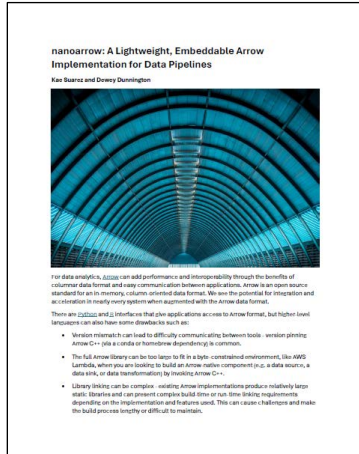 nanoarrow: A Lightweight, Embeddable Arrow
Implementation for Data Pipelines
Kae Suarez and Dewey Dunnington
For data analytics, Arrow can add performance and interoperability through the benefits of
columnar data format and easy communication between applications. Arrow is an open source
standard for an in-memory, column-oriented data format. We see the potential for integration and
acceleration in nearly every system when augmented with the Arrow data format.
There are Python and R interfaces that give applications access to Arrow format, but higher level
languages can also have some drawbacks such as:
• Version mismatch can lead to difficulty communicating between tools - version pinning
Arrow C++ (via a conda or homebrew dependency) is common.
• The full Arrow library can be too large to fit in a byte-constrained environment, like AWS
Lambda, when you are looking to build an Arrow-native component (e.g. a data source, a
data sink, or data transformation) by invoking Arrow C++.
• Library linking can be complex - existing Arrow implementations produce relatively large
static libraries and can present complex build-time or run-time linking requirements
depending on the implementation and features used. This can cause challenges and make
the build process lengthy or difficult to maintain.